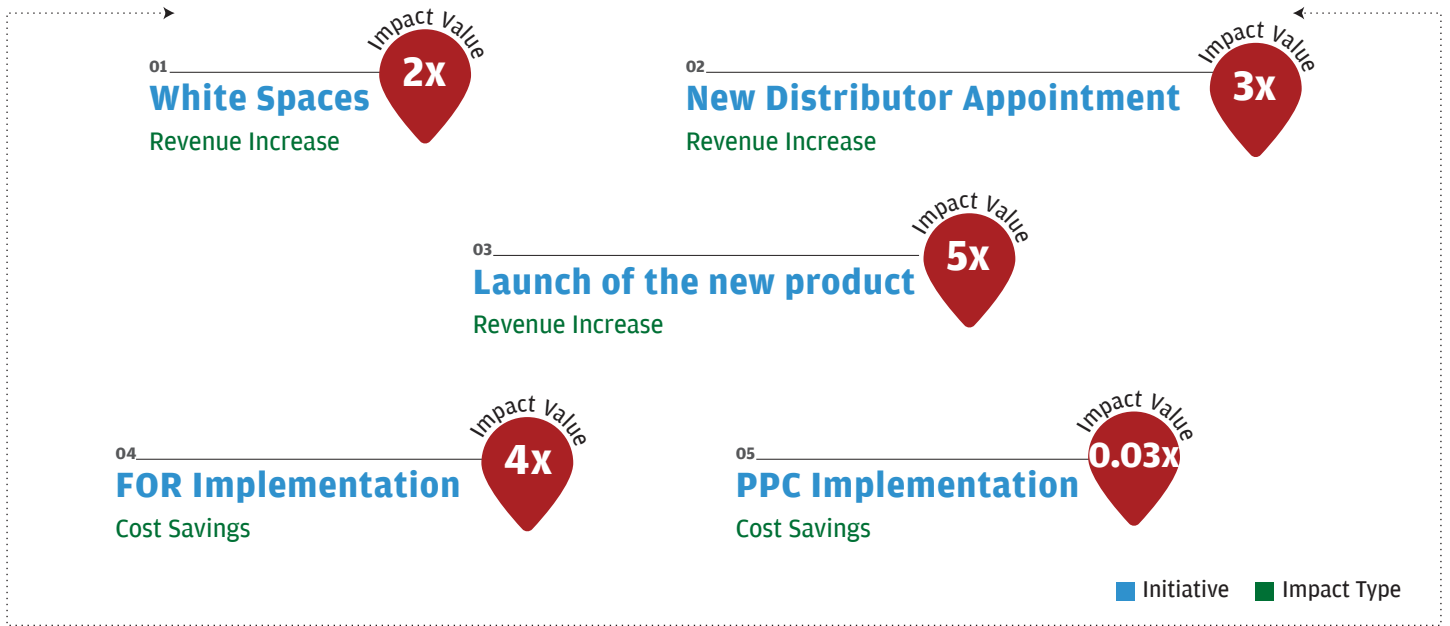 Impact Value
01
2x
White Spaces
Revenue Increase
Impact Value
02
3x
New Distributor Appointment
Revenue Increase
Impact Value
03
5x
Launch of the new product
Revenue Increase
Impact Value
04
4x
FOR Implementation
Cost Savings
Impact Value
05
0.03x
PPC Implementation
Cost Savings
Initiative
Impact Type